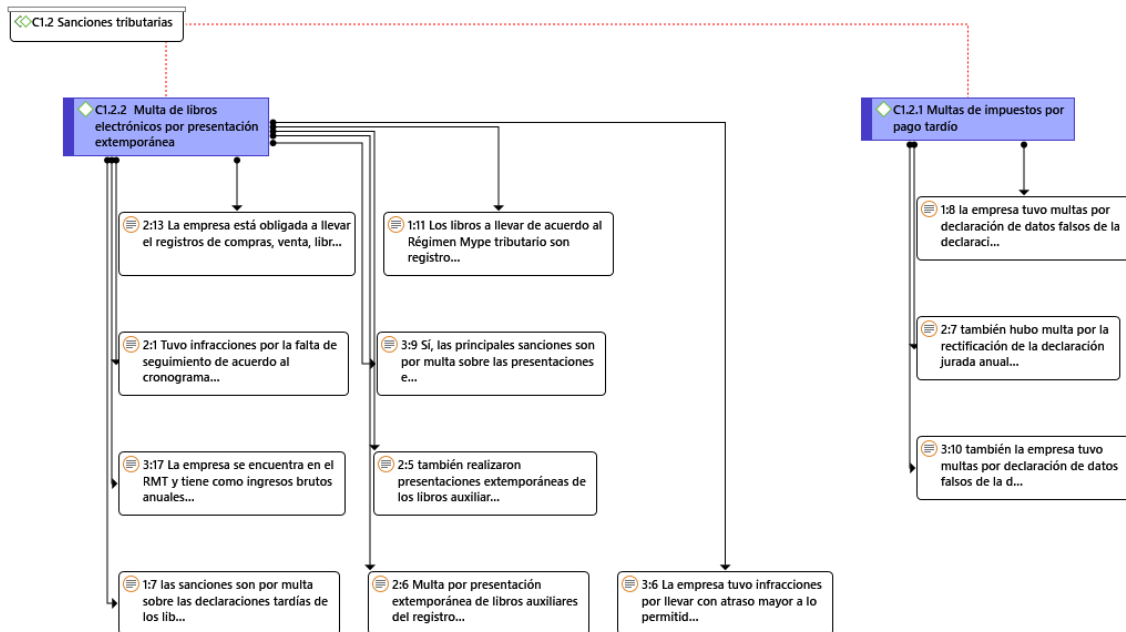 C1.2 Sanciones tributarias
C1.2.2 Multa de libros
electrónicos por presentación
extemporánea
C1.2.1 Multas de impuestos por
pago tardío
2:13 La empresa está obligada a llevar
el registros de compras, venta, libr...
1:11 Los libros a llevar de acuerdo al
Régimen Mype tributario son
registro...
1:8 la empresa tuvo multas por
declaración de datos falsos de la
declaraci...
2:1 Tuvo infracciones por la falta de
seguimiento de acuerdo al
cronograma...
3:9 Sí, las principales sanciones son
por multa sobre las presentaciones
e...
2:7 también hubo multa por la
rectificación de la declaración
jurada anual...
3:17 La empresa se encuentra en el
RMT y tiene como ingresos brutos
anuales...
2:5 también realizaron
presentaciones extemporáneas de
los libros auxiliar...
3:10 también la empresa tuvo
multas por declaración de datos
falsos de la d...
1:7 las sanciones son por multa
sobre las declaraciones tardías de
los lib...
2:6 Multa por presentación
extemporánea de libros auxiliares
del registro...
3:6 La empresa tuvo infracciones
por llevar con atraso mayor a lo
permitid...